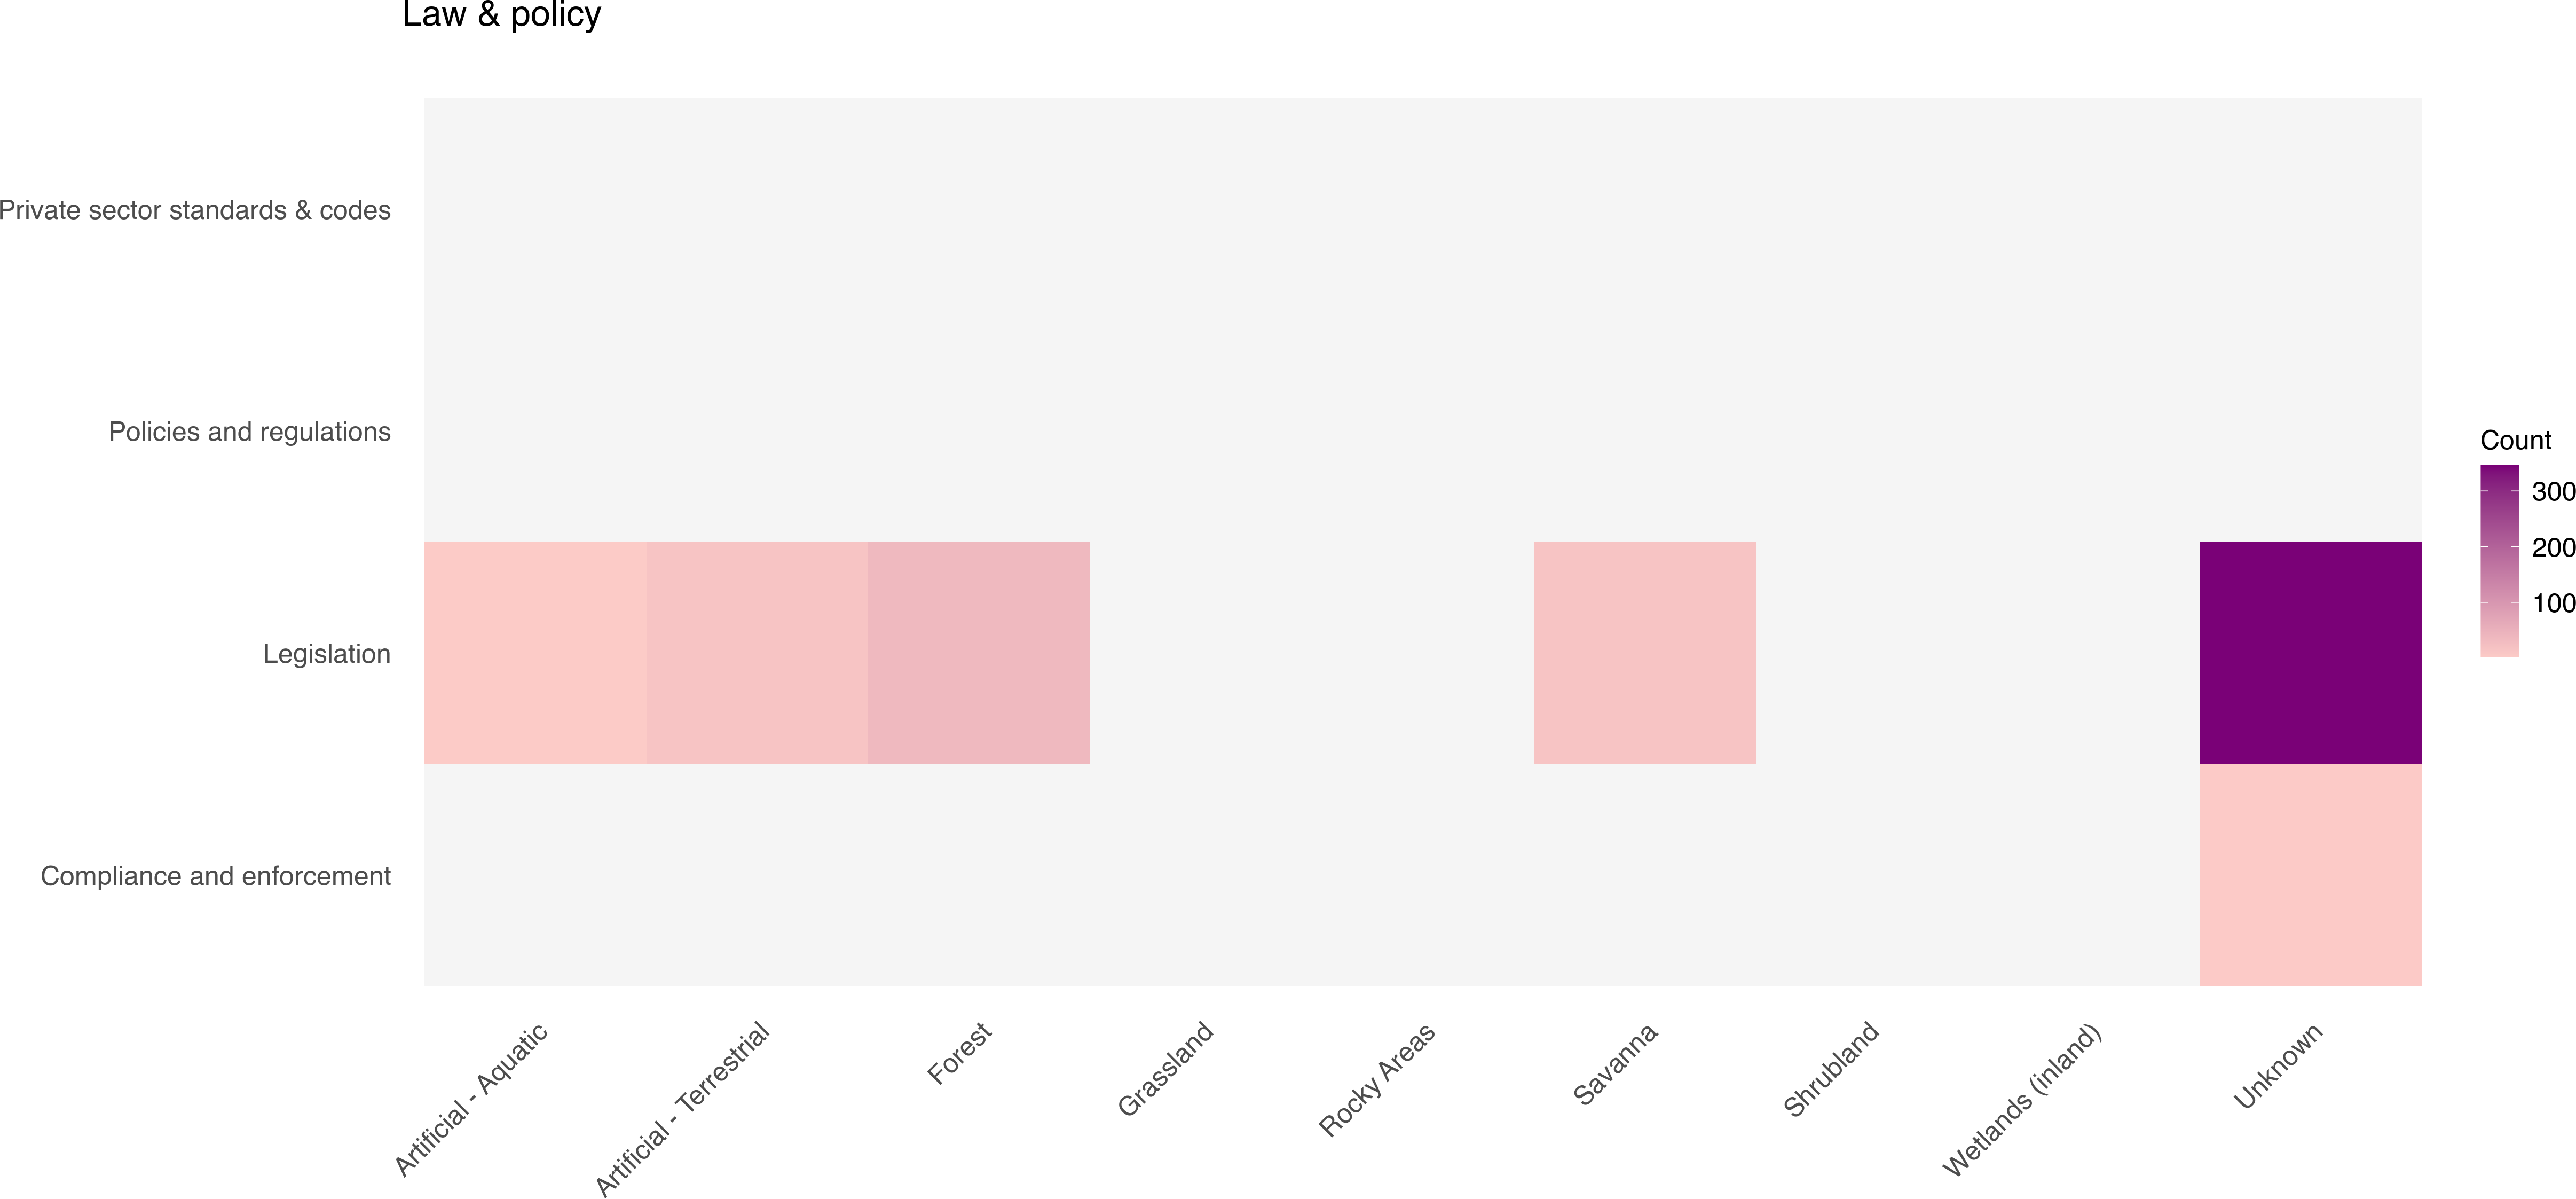 Law & policy
Private sector standards & codes
Policies and regulations
Legislation
Compliance and enforcement
Count
300
200
100
Artificial - Aquatic
Artificial - Terrestrial
Forest
Grassland
Rocky Areas
Savanna
Shrubland
Wetlands (inland)
Unknown